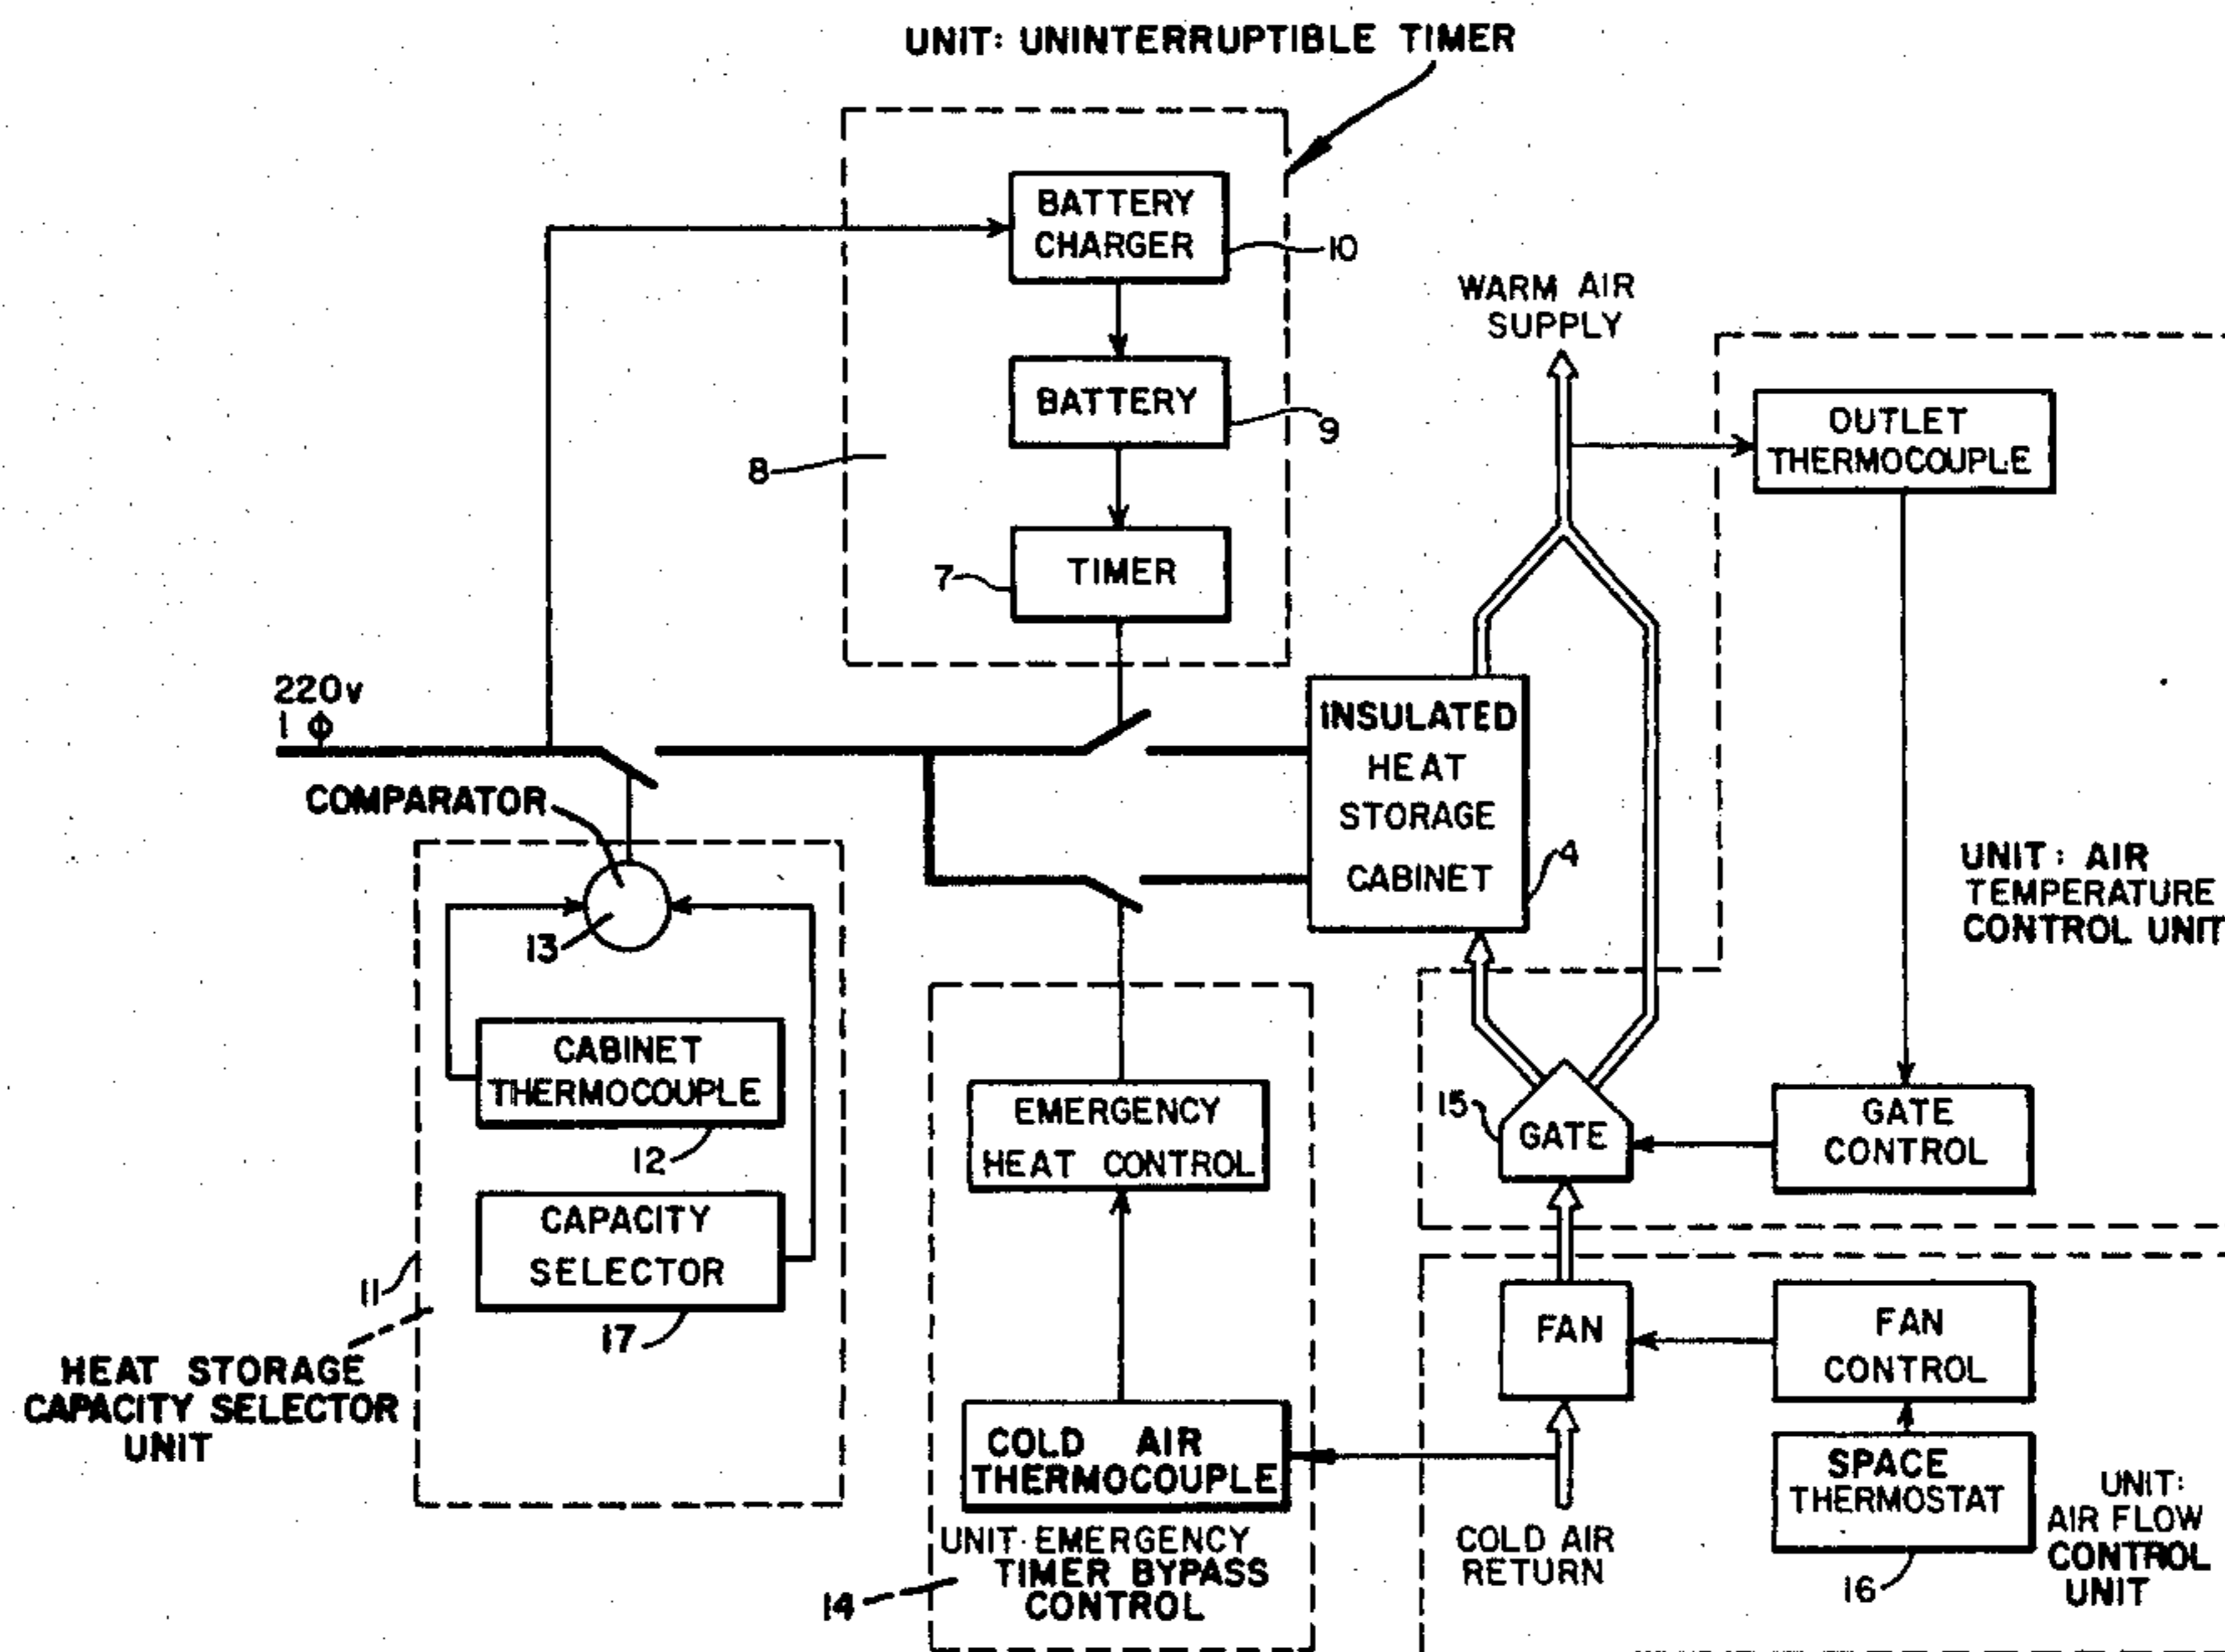 UNIT: UNINTERRUPTIBLE TIMER
BATTERY
CHARGER
10
BATTERY
9
8
TIMER
7
WARM AIR
SUPPLY
OUTLET
THERMOCOUPLE
220v
1 ϕ
COMPARATOR
13
CABINET
THERMOCOUPLE
12
CAPACITY
SELECTOR
17
11
HEAT STORAGE
CAPACITY SELECTOR
UNIT
INSULATED
HEAT
STORAGE
CABINET
4
UNIT: AIR
TEMPERATURE
CONTROL UNIT
EMERGENCY
HEAT CONTROL
COLD AIR
THERMOCOUPLE
UNIT: EMERGENCY
TIMER BYPASS
CONTROL
14
15
GATE
GATE
CONTROL
FAN
FAN
CONTROL
SPACE
THERMOSTAT
16
COLD AIR
RETURN
UNIT:
AIR FLOW
CONTROL
UNIT